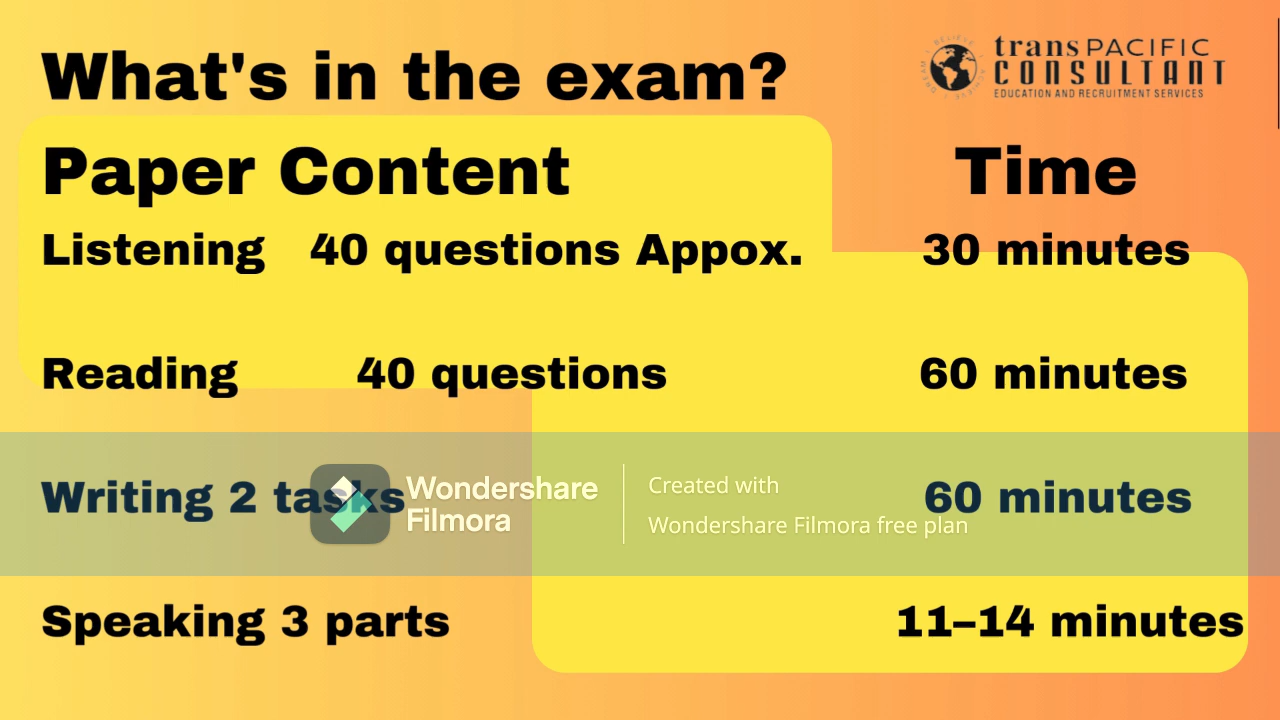 What's in the exam?
transPACIFIC
CONSULTANT
EDUCATION AND RECRUITMENT SERVICES
Paper Content Time
Listening 40 questions Appox. 30 minutes
Reading 40 questions 60 minutes
Writing 2 tasks 60 minutes
Wondershare
Filmora
Created with
Wondershare Filmora free plan
Speaking 3 parts 11–14 minutes